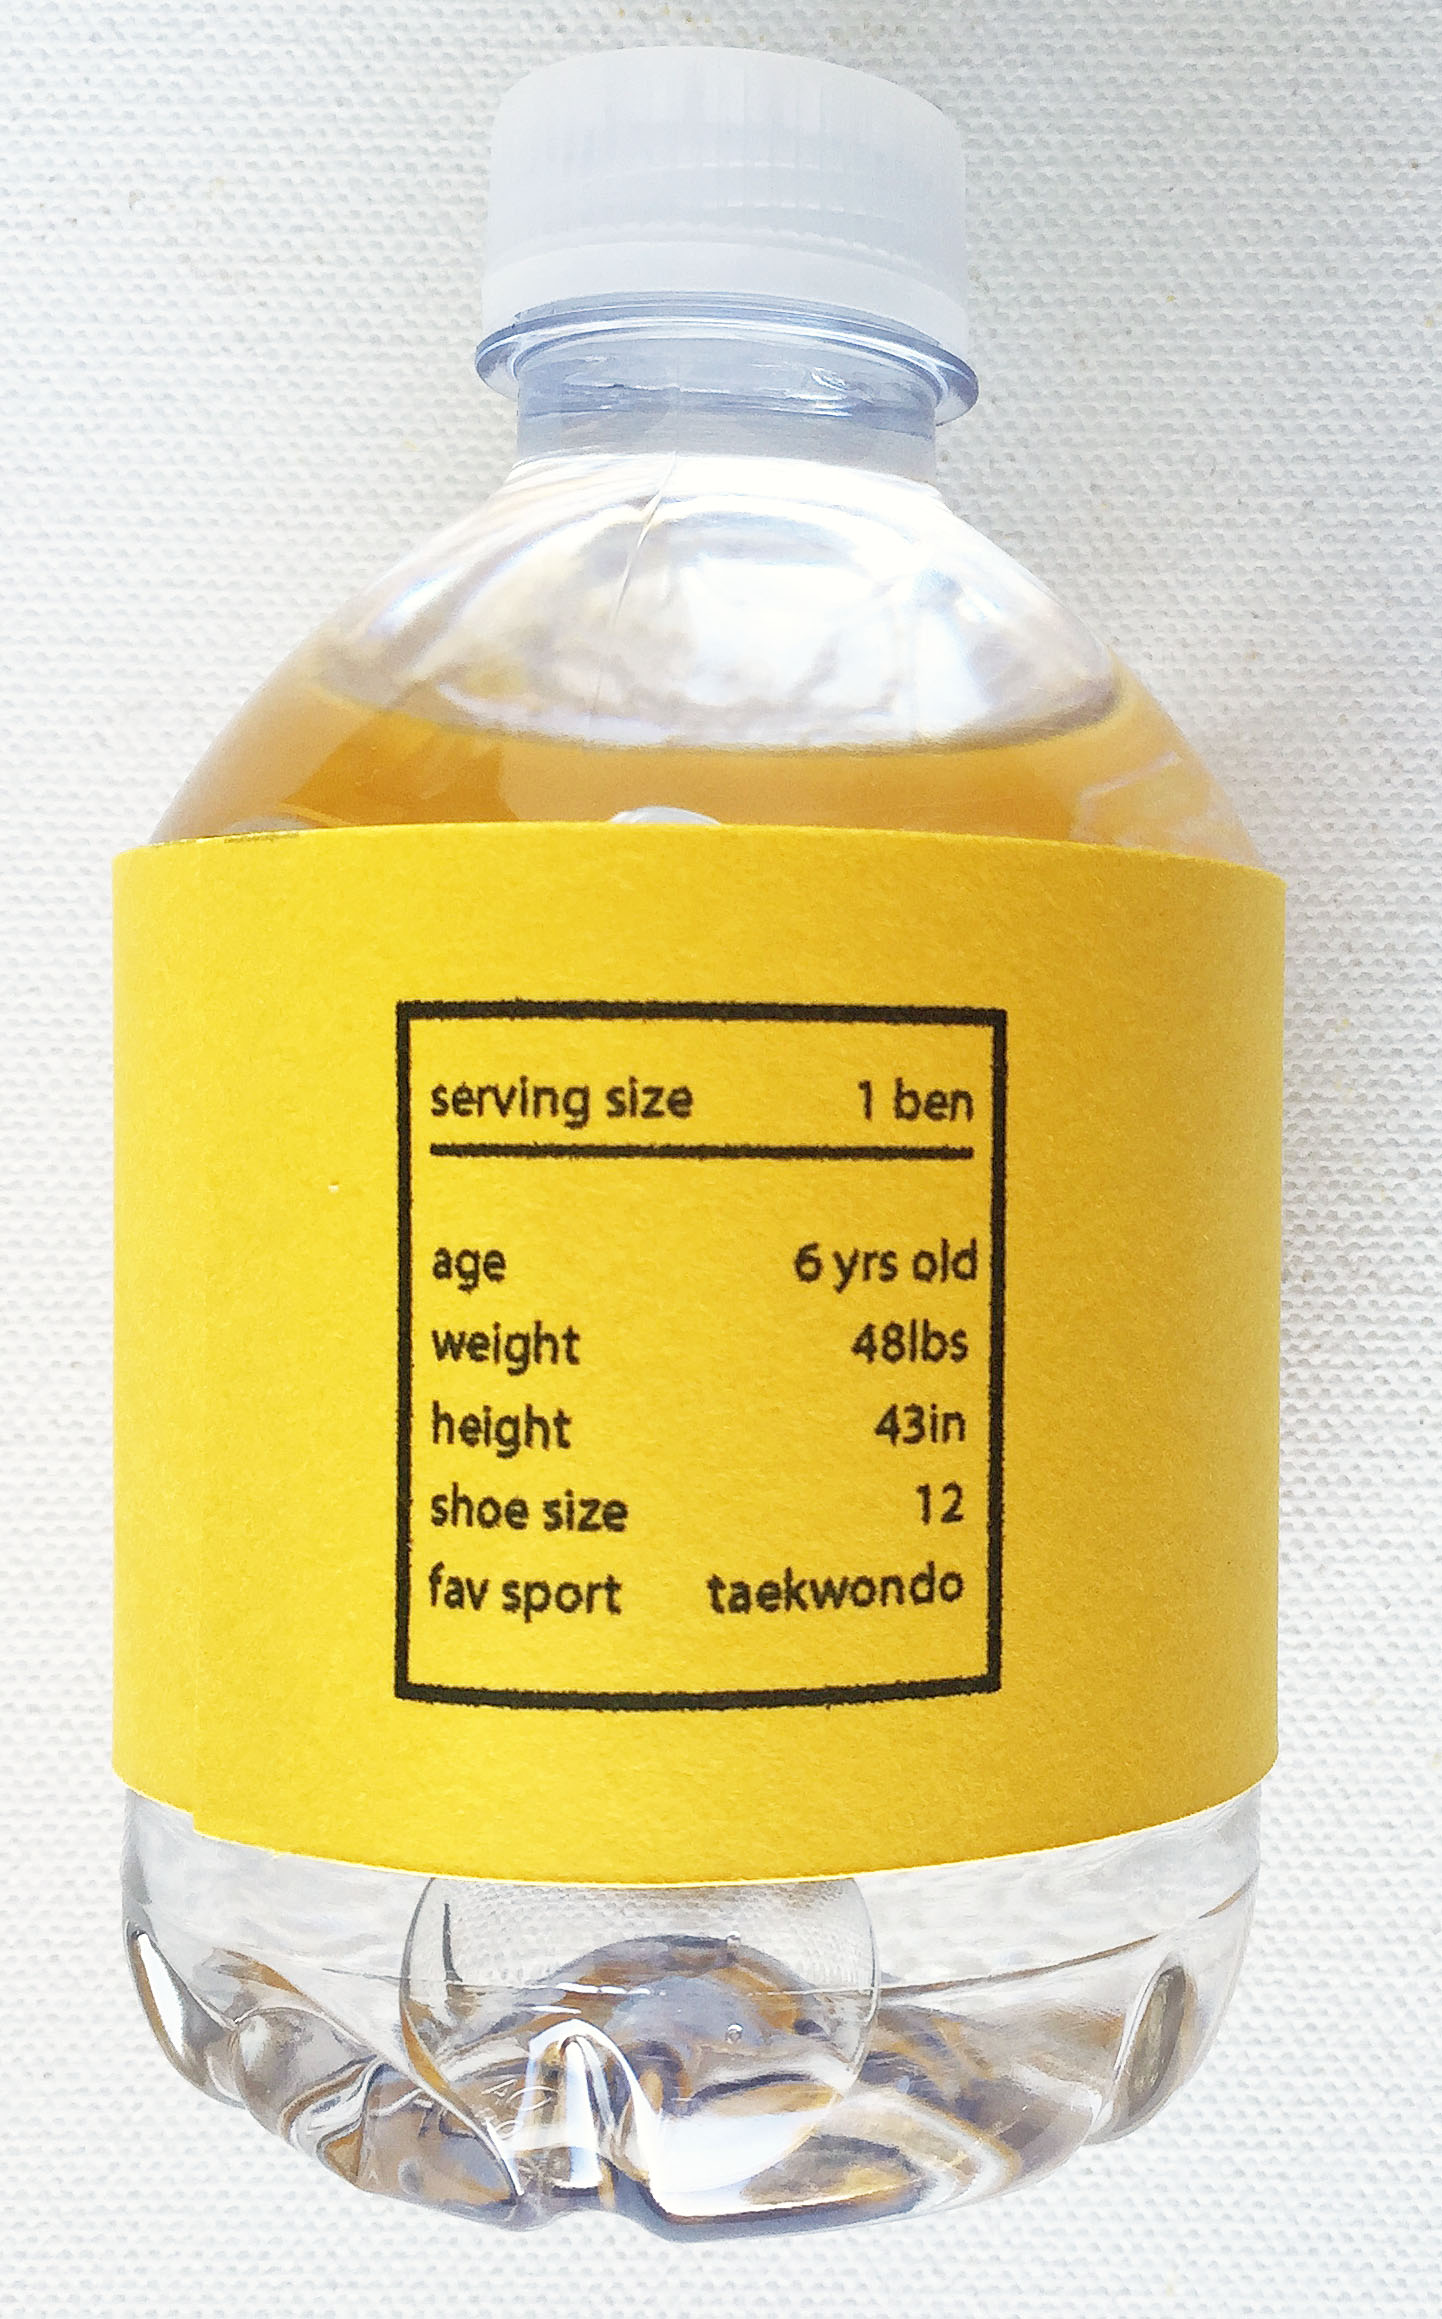 serving size 1 ben
age 6 yrs old
weight 48lbs
height 43in
shoe size 12
fav sport taekwondo